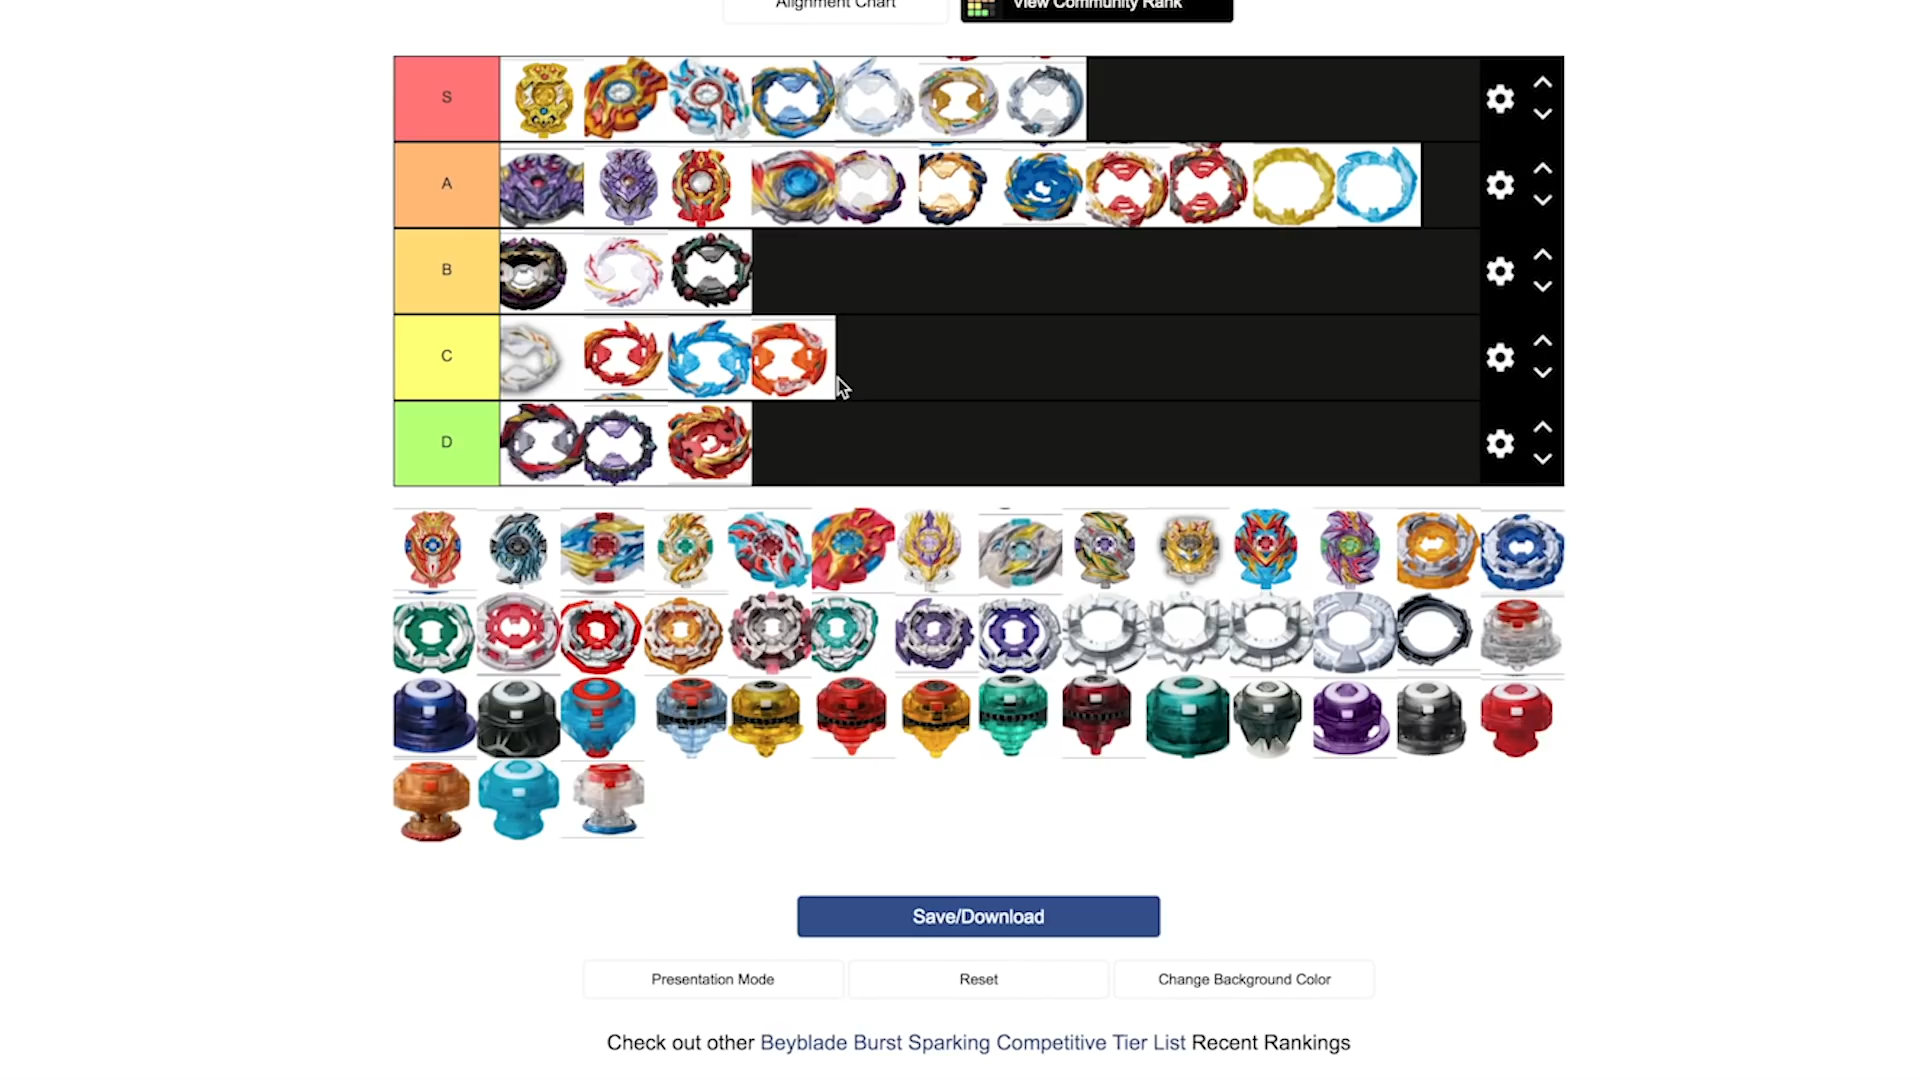 Alignment Chart
View Community Rank
S
A
B
C
D
Save/Download
Presentation Mode
Reset
Change Background Color
Check out other Beyblade Burst Sparking Competitive Tier List Recent Rankings